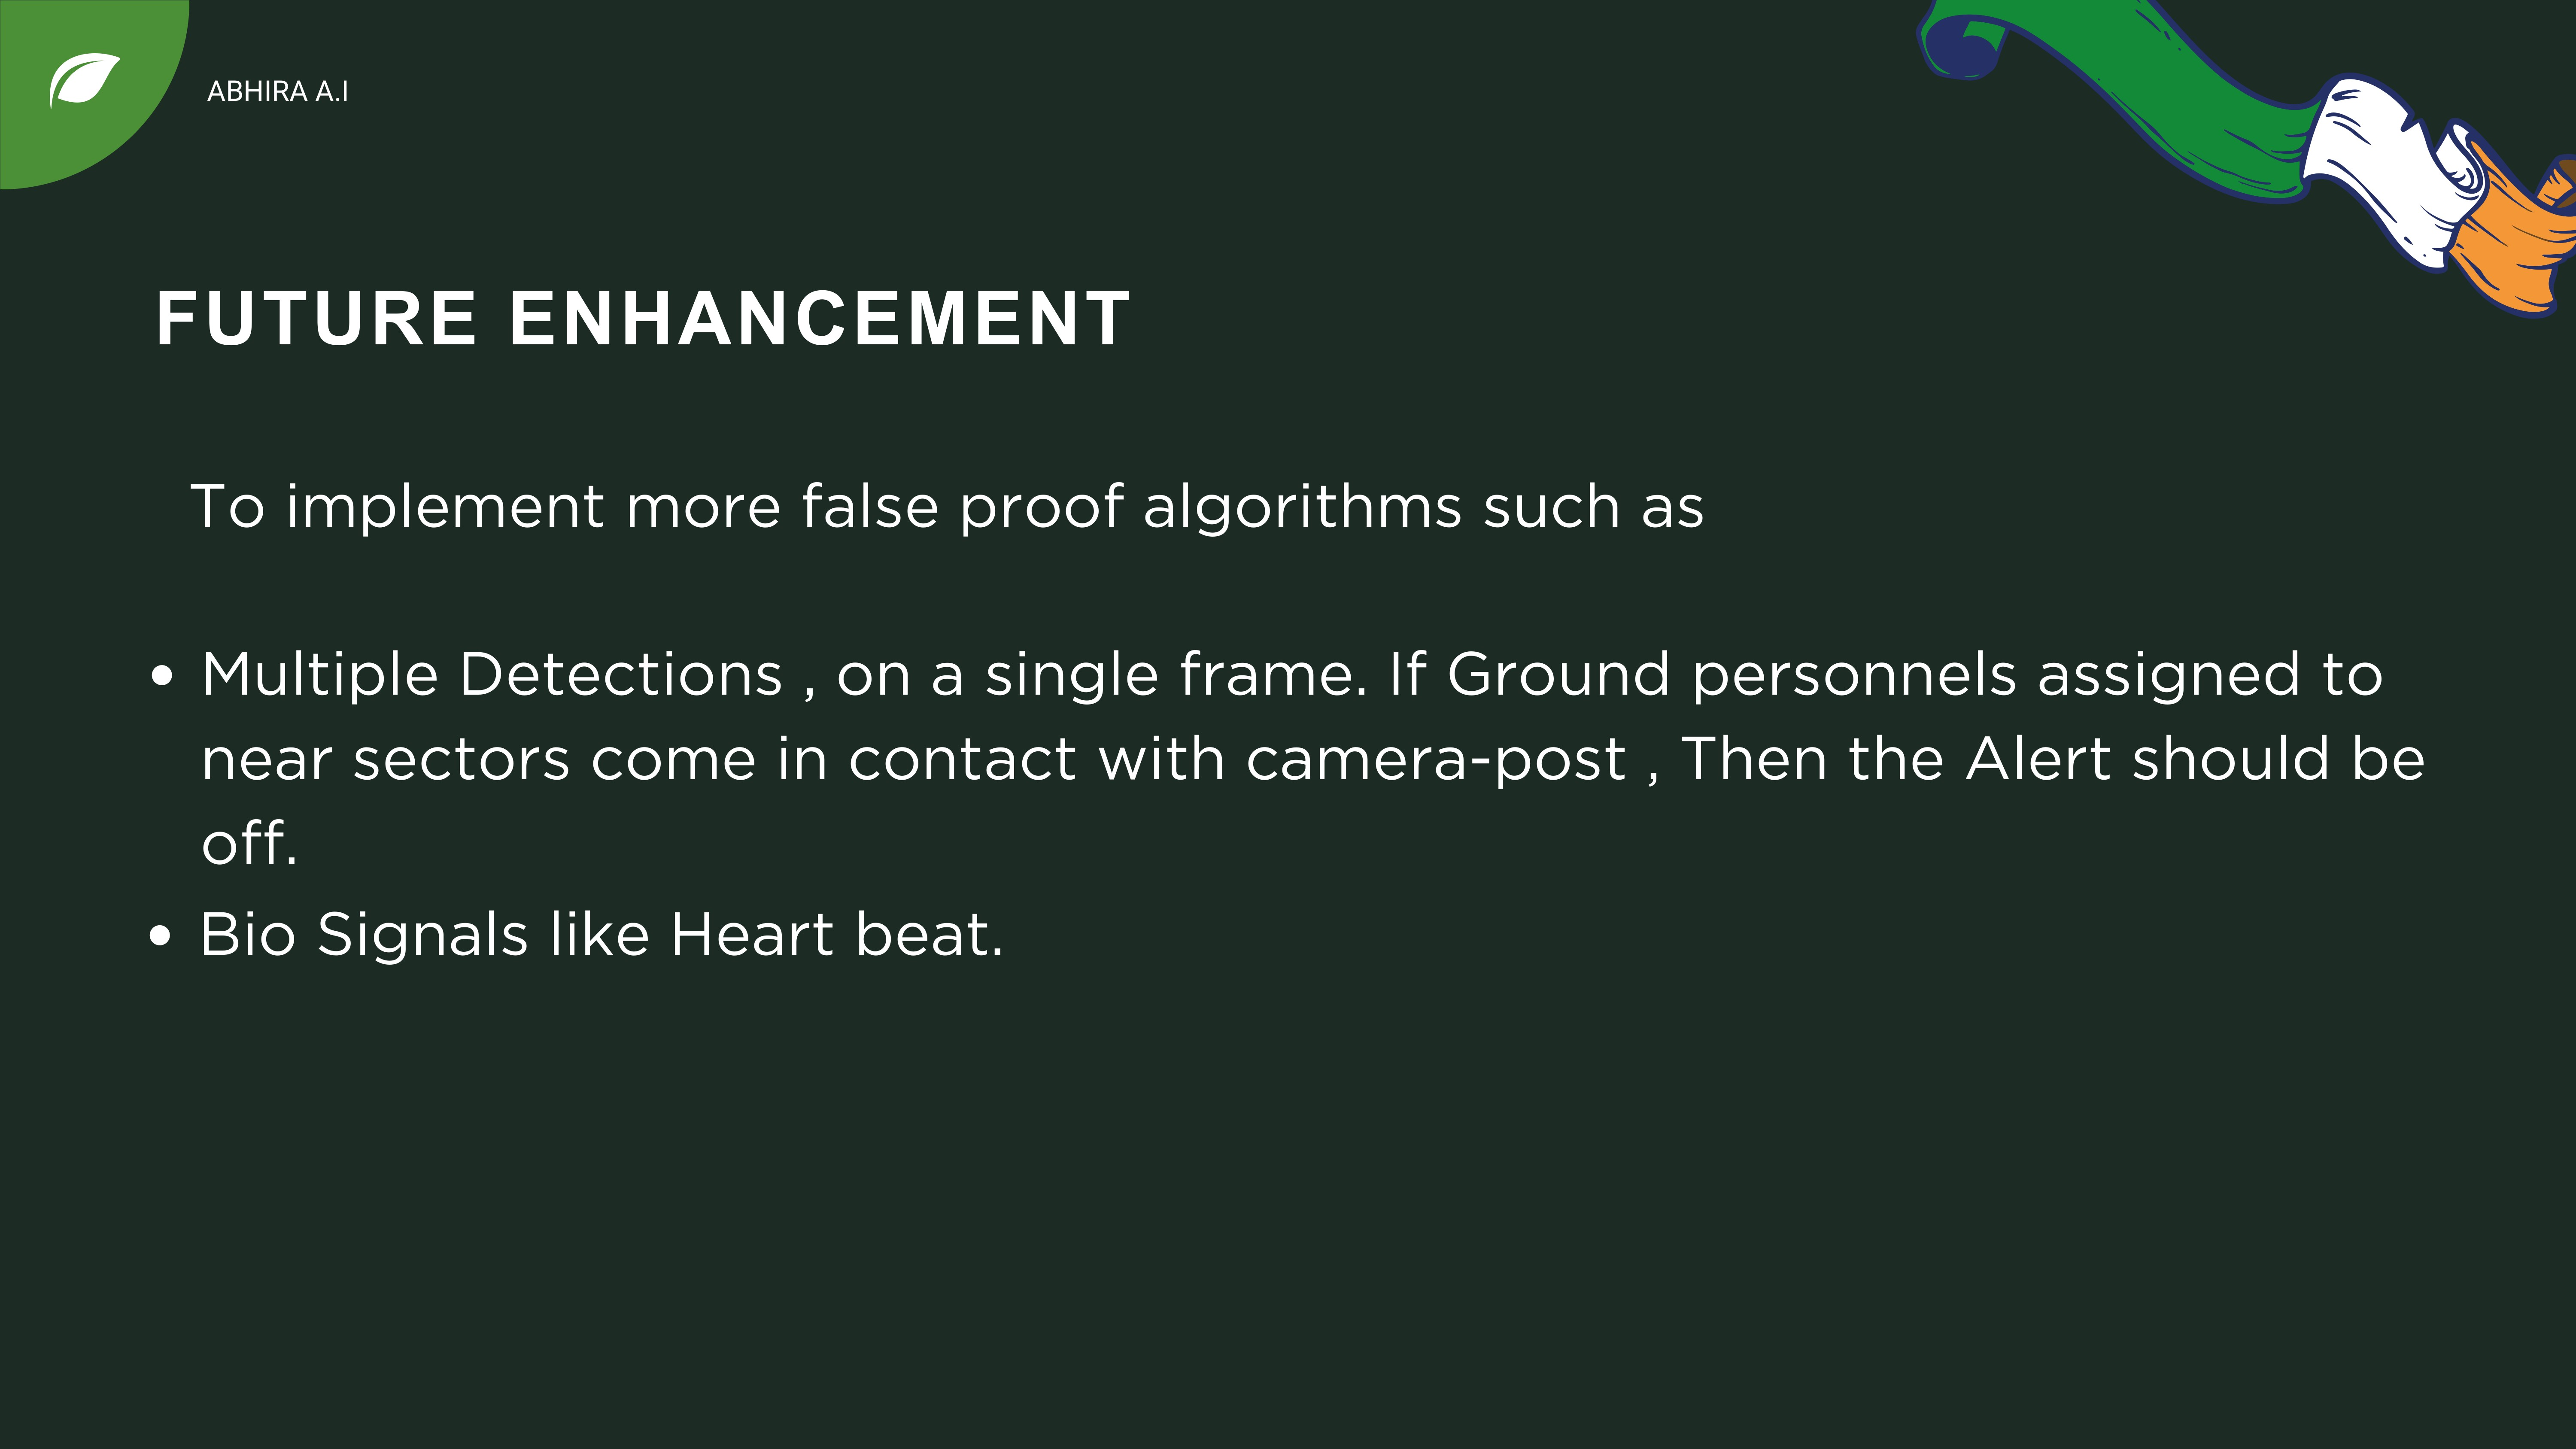 ABHIRA A.I
FUTURE ENHANCEMENT
To implement more false proof algorithms such as
• Multiple Detections , on a single frame. If Ground personnels assigned to
near sectors come in contact with camera-post , Then the Alert should be
off.
• Bio Signals like Heart beat.